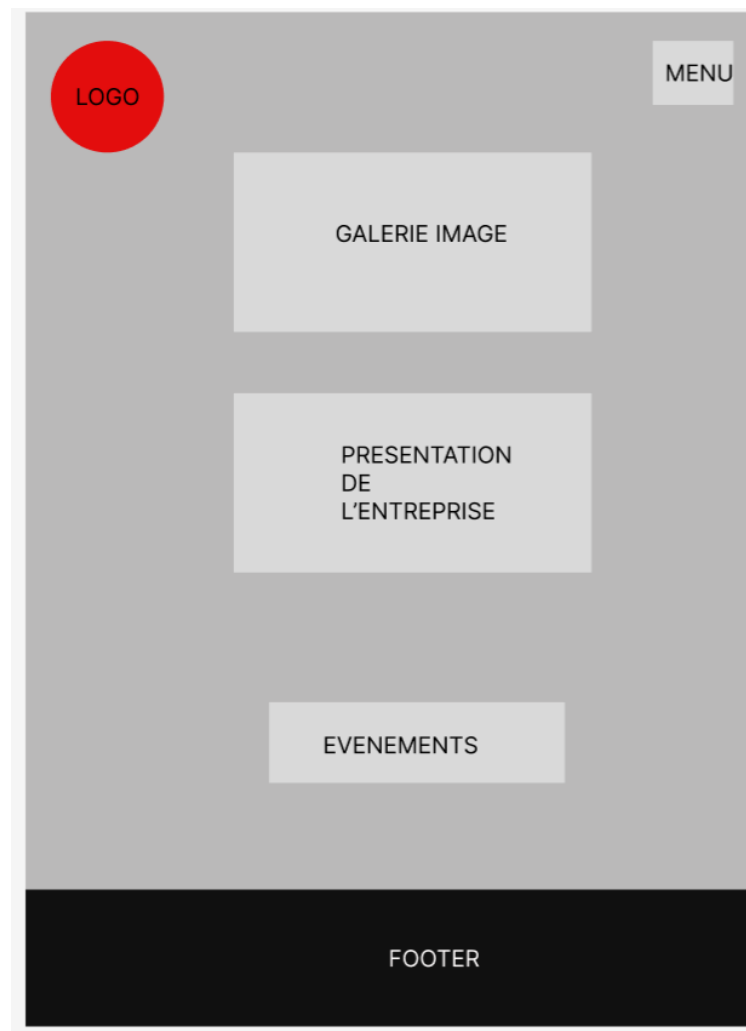 LOGO
MENU
GALERIE IMAGE
PRESENTATION
DE
L’ENTREPRISE
EVENEMENTS
FOOTER